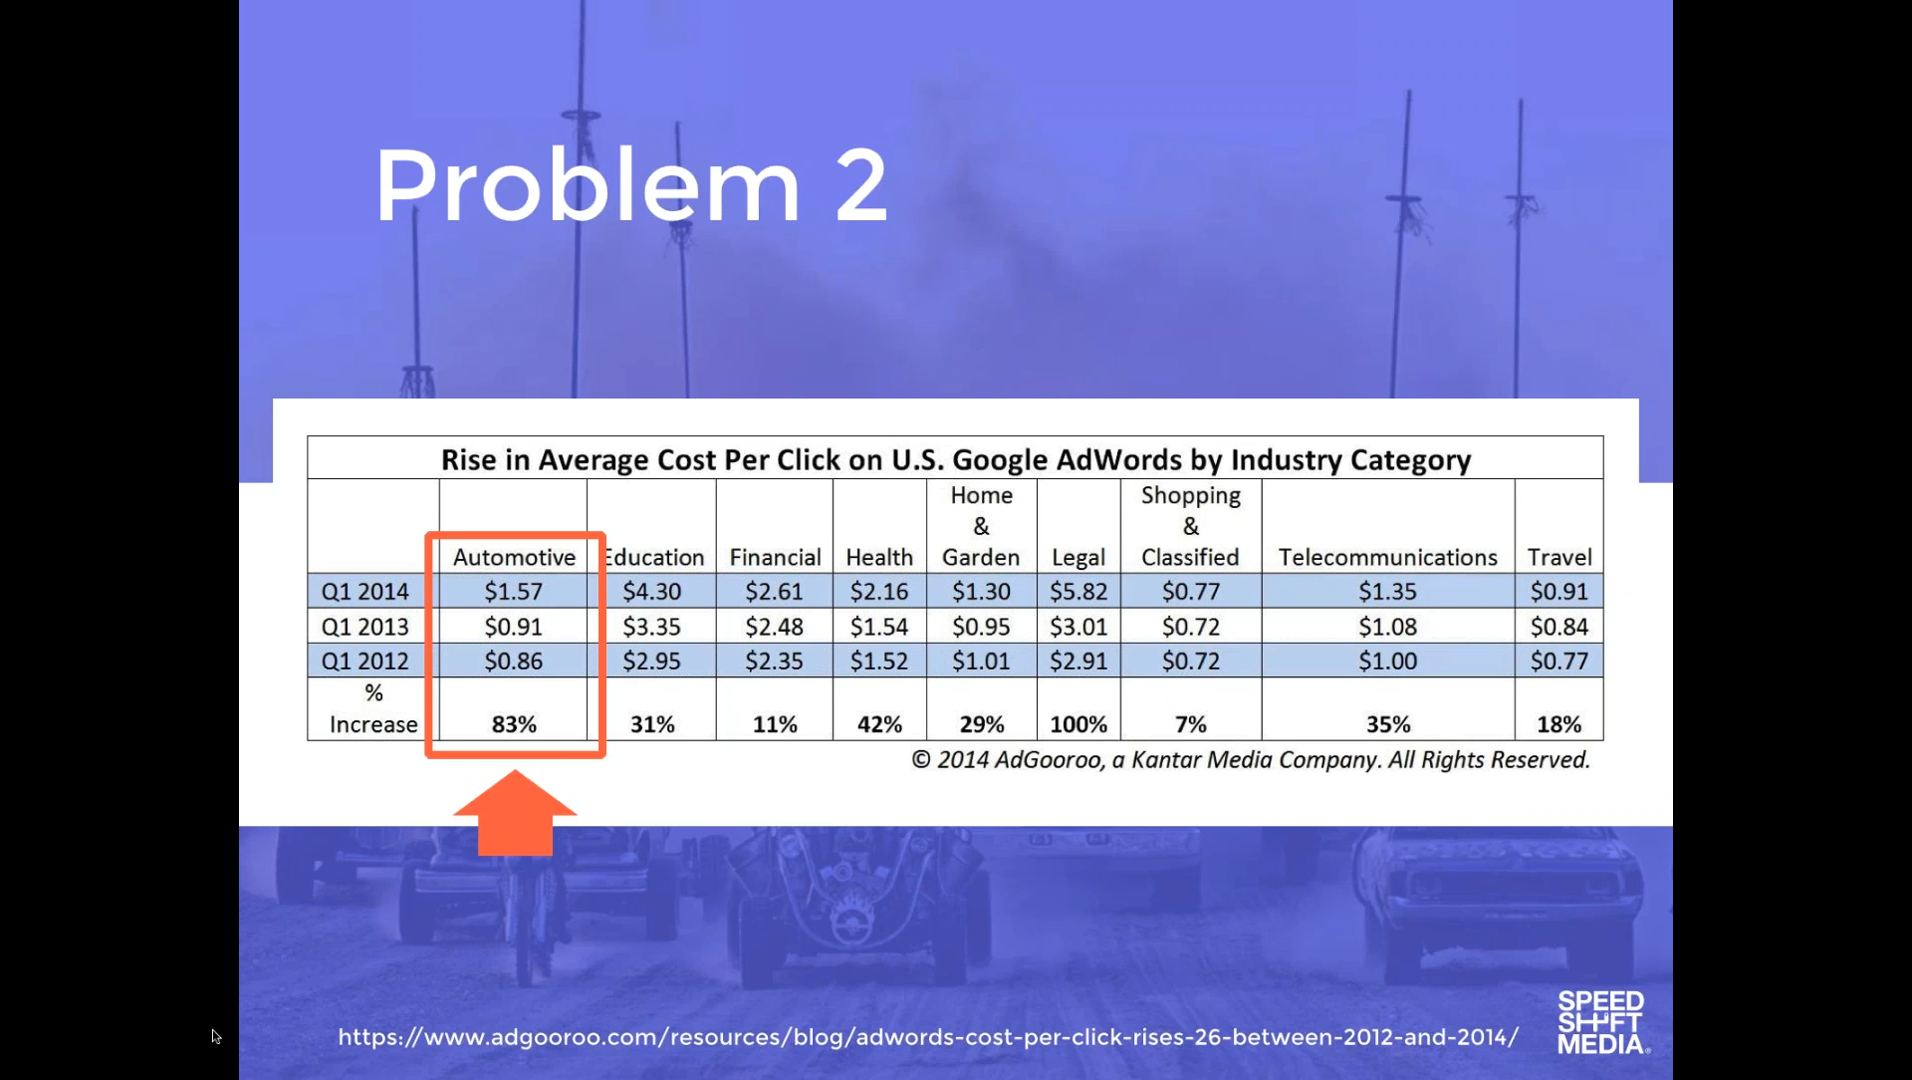 Problem 2
Rise in Average Cost Per Click on U.S. Google AdWords by Industry Category
Automotive Education Financial Health Home & Garden Legal Shopping & Classified Telecommunications Travel
Q1 2014 $1.57 $4.30 $2.61 $2.16 $1.30 $5.82 $0.77 $1.35 $0.91
Q1 2013 $0.91 $3.35 $2.48 $1.54 $0.95 $3.01 $0.72 $1.08 $0.84
Q1 2012 $0.86 $2.95 $2.35 $1.52 $1.01 $2.91 $0.72 $1.00 $0.77
% Increase 83% 31% 11% 42% 29% 100% 7% 35% 18%
© 2014 AdGooroo, a Kantar Media Company. All Rights Reserved.
https://www.adgooroo.com/resources/blog/adwords-cost-per-click-rises-26-between-2012-and-2014/
SPEED
SHIFT
MEDIA®